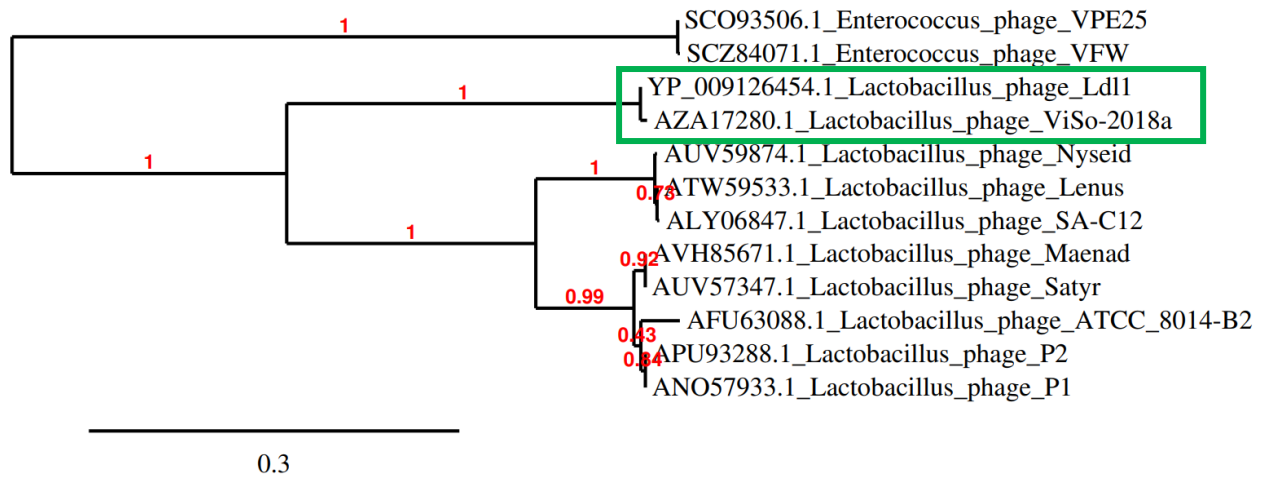 1
SCO93506.1_Enterococcus_phage_VPE25
SCZ84071.1_Enterococcus_phage_VFW
1
YP_009126454.1_Lactobacillus_phage_Ldl1
AZA17280.1_Lactobacillus_phage_ViSo-2018a
1
AUV59874.1_Lactobacillus_phage_Nyseid
1
0.73
ATW59533.1_Lactobacillus_phage_Lenus
ALY06847.1_Lactobacillus_phage_SA-C12
1
0.92
AVH85671.1_Lactobacillus_phage_Maenad
AUV57347.1_Lactobacillus_phage_Satyr
0.99
AFU63088.1_Lactobacillus_phage_ATCC_8014-B2
0.43
0.84
APU93288.1_Lactobacillus_phage_P2
ANO57933.1_Lactobacillus_phage_P1
0.3